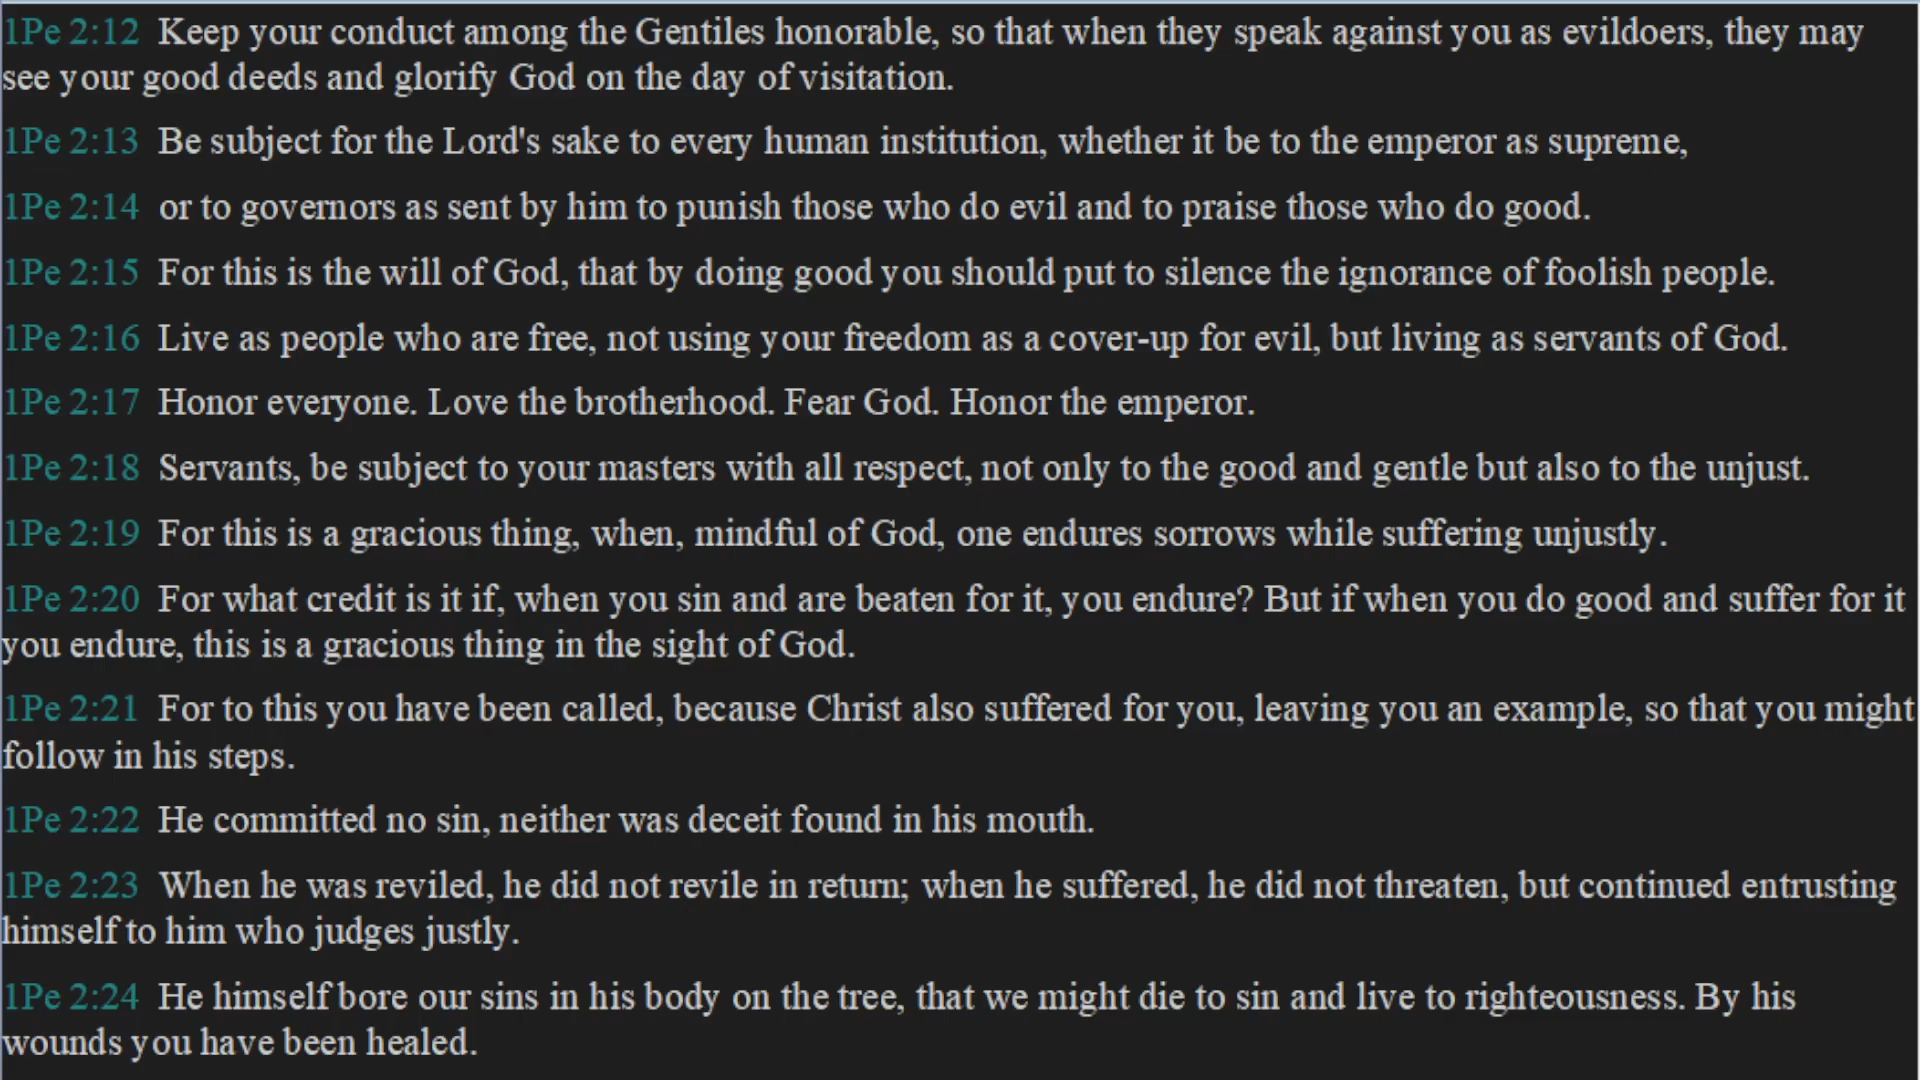 1Pe 2:12 Keep your conduct among the Gentiles honorable, so that when they speak against you as evildoers, they may
see your good deeds and glorify God on the day of visitation.
1Pe 2:13 Be subject for the Lord's sake to every human institution, whether it be to the emperor as supreme,
1Pe 2:14 or to governors as sent by him to punish those who do evil and to praise those who do good.
1Pe 2:15 For this is the will of God, that by doing good you should put to silence the ignorance of foolish people.
1Pe 2:16 Live as people who are free, not using your freedom as a cover-up for evil, but living as servants of God.
1Pe 2:17 Honor everyone. Love the brotherhood. Fear God. Honor the emperor.
1Pe 2:18 Servants, be subject to your masters with all respect, not only to the good and gentle but also to the unjust.
1Pe 2:19 For this is a gracious thing, when, mindful of God, one endures sorrows while suffering unjustly.
1Pe 2:20 For what credit is it if, when you sin and are beaten for it, you endure? But if when you do good and suffer for it
you endure, this is a gracious thing in the sight of God.
1Pe 2:21 For to this you have been called, because Christ also suffered for you, leaving you an example, so that you might
follow in his steps.
1Pe 2:22 He committed no sin, neither was deceit found in his mouth.
1Pe 2:23 When he was reviled, he did not revile in return; when he suffered, he did not threaten, but continued entrusting
himself to him who judges justly.
1Pe 2:24 He himself bore our sins in his body on the tree, that we might die to sin and live to righteousness. By his
wounds you have been healed.